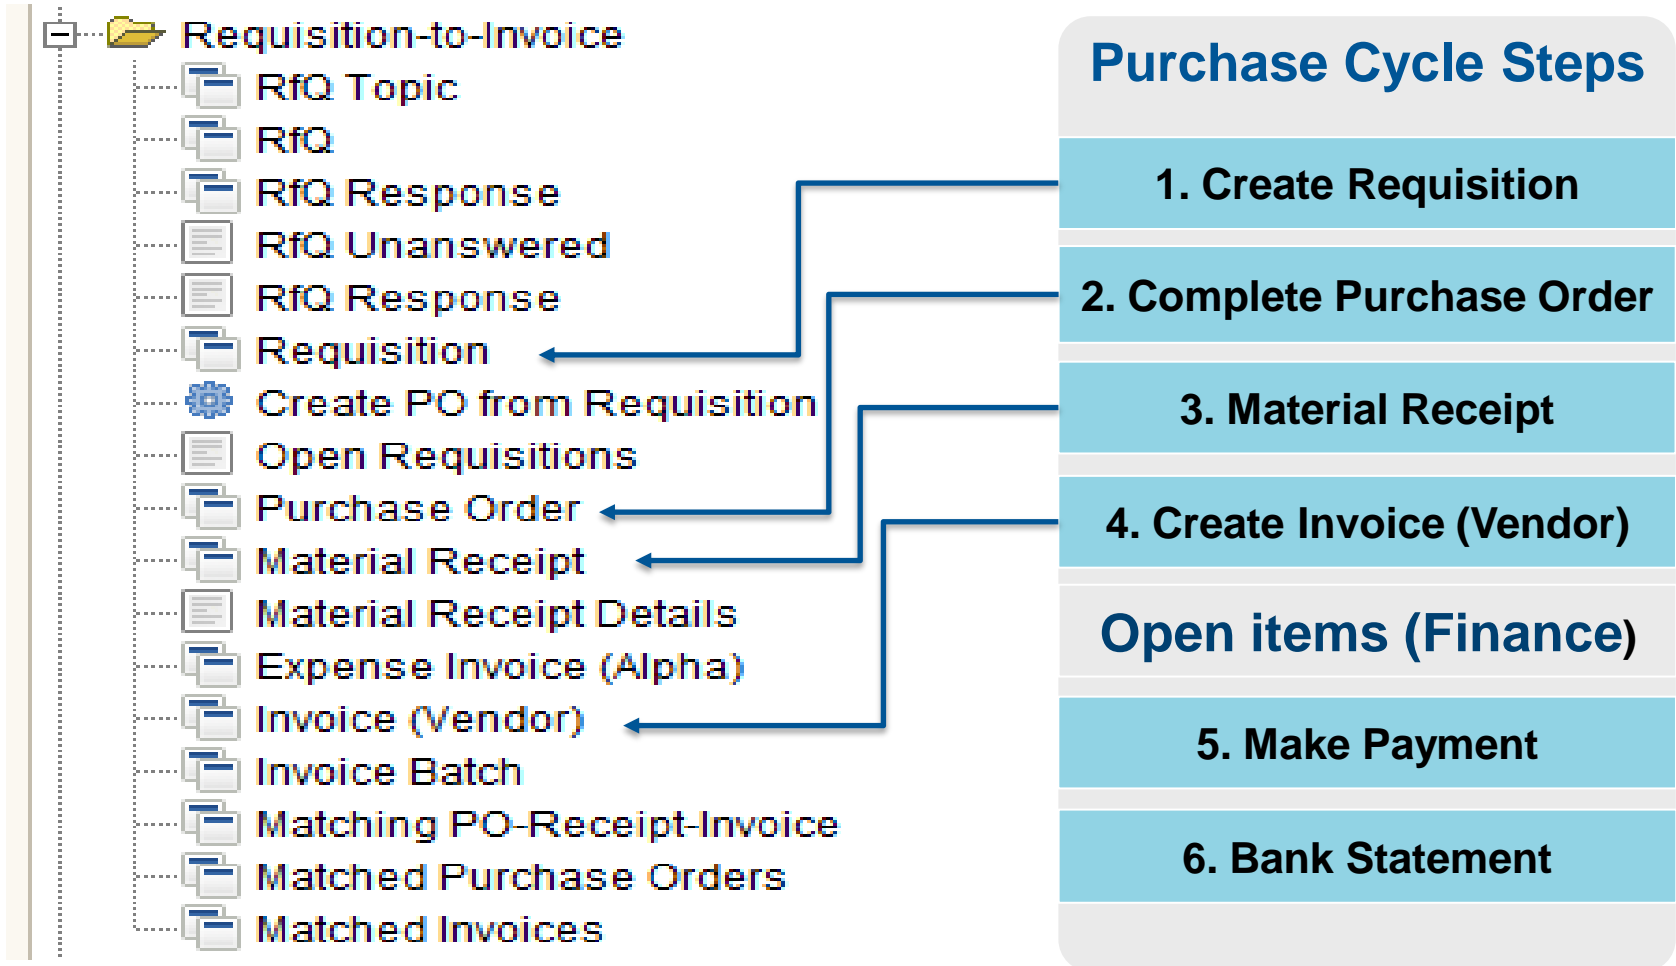 Requisition-to-Invoice
RfQ Topic
RfQ
RfQ Response
RfQ Unanswered
RfQ Response
Requisition
Create PO from Requisition
Open Requisitions
Purchase Order
Material Receipt
Material Receipt Details
Expense Invoice (Alpha)
Invoice (Vendor)
Invoice Batch
Matching PO-Receipt-Invoice
Matched Purchase Orders
Matched Invoices
Purchase Cycle Steps
1. Create Requisition
2. Complete Purchase Order
3. Material Receipt
4. Create Invoice (Vendor)
Open items (Finance)
5. Make Payment
6. Bank Statement